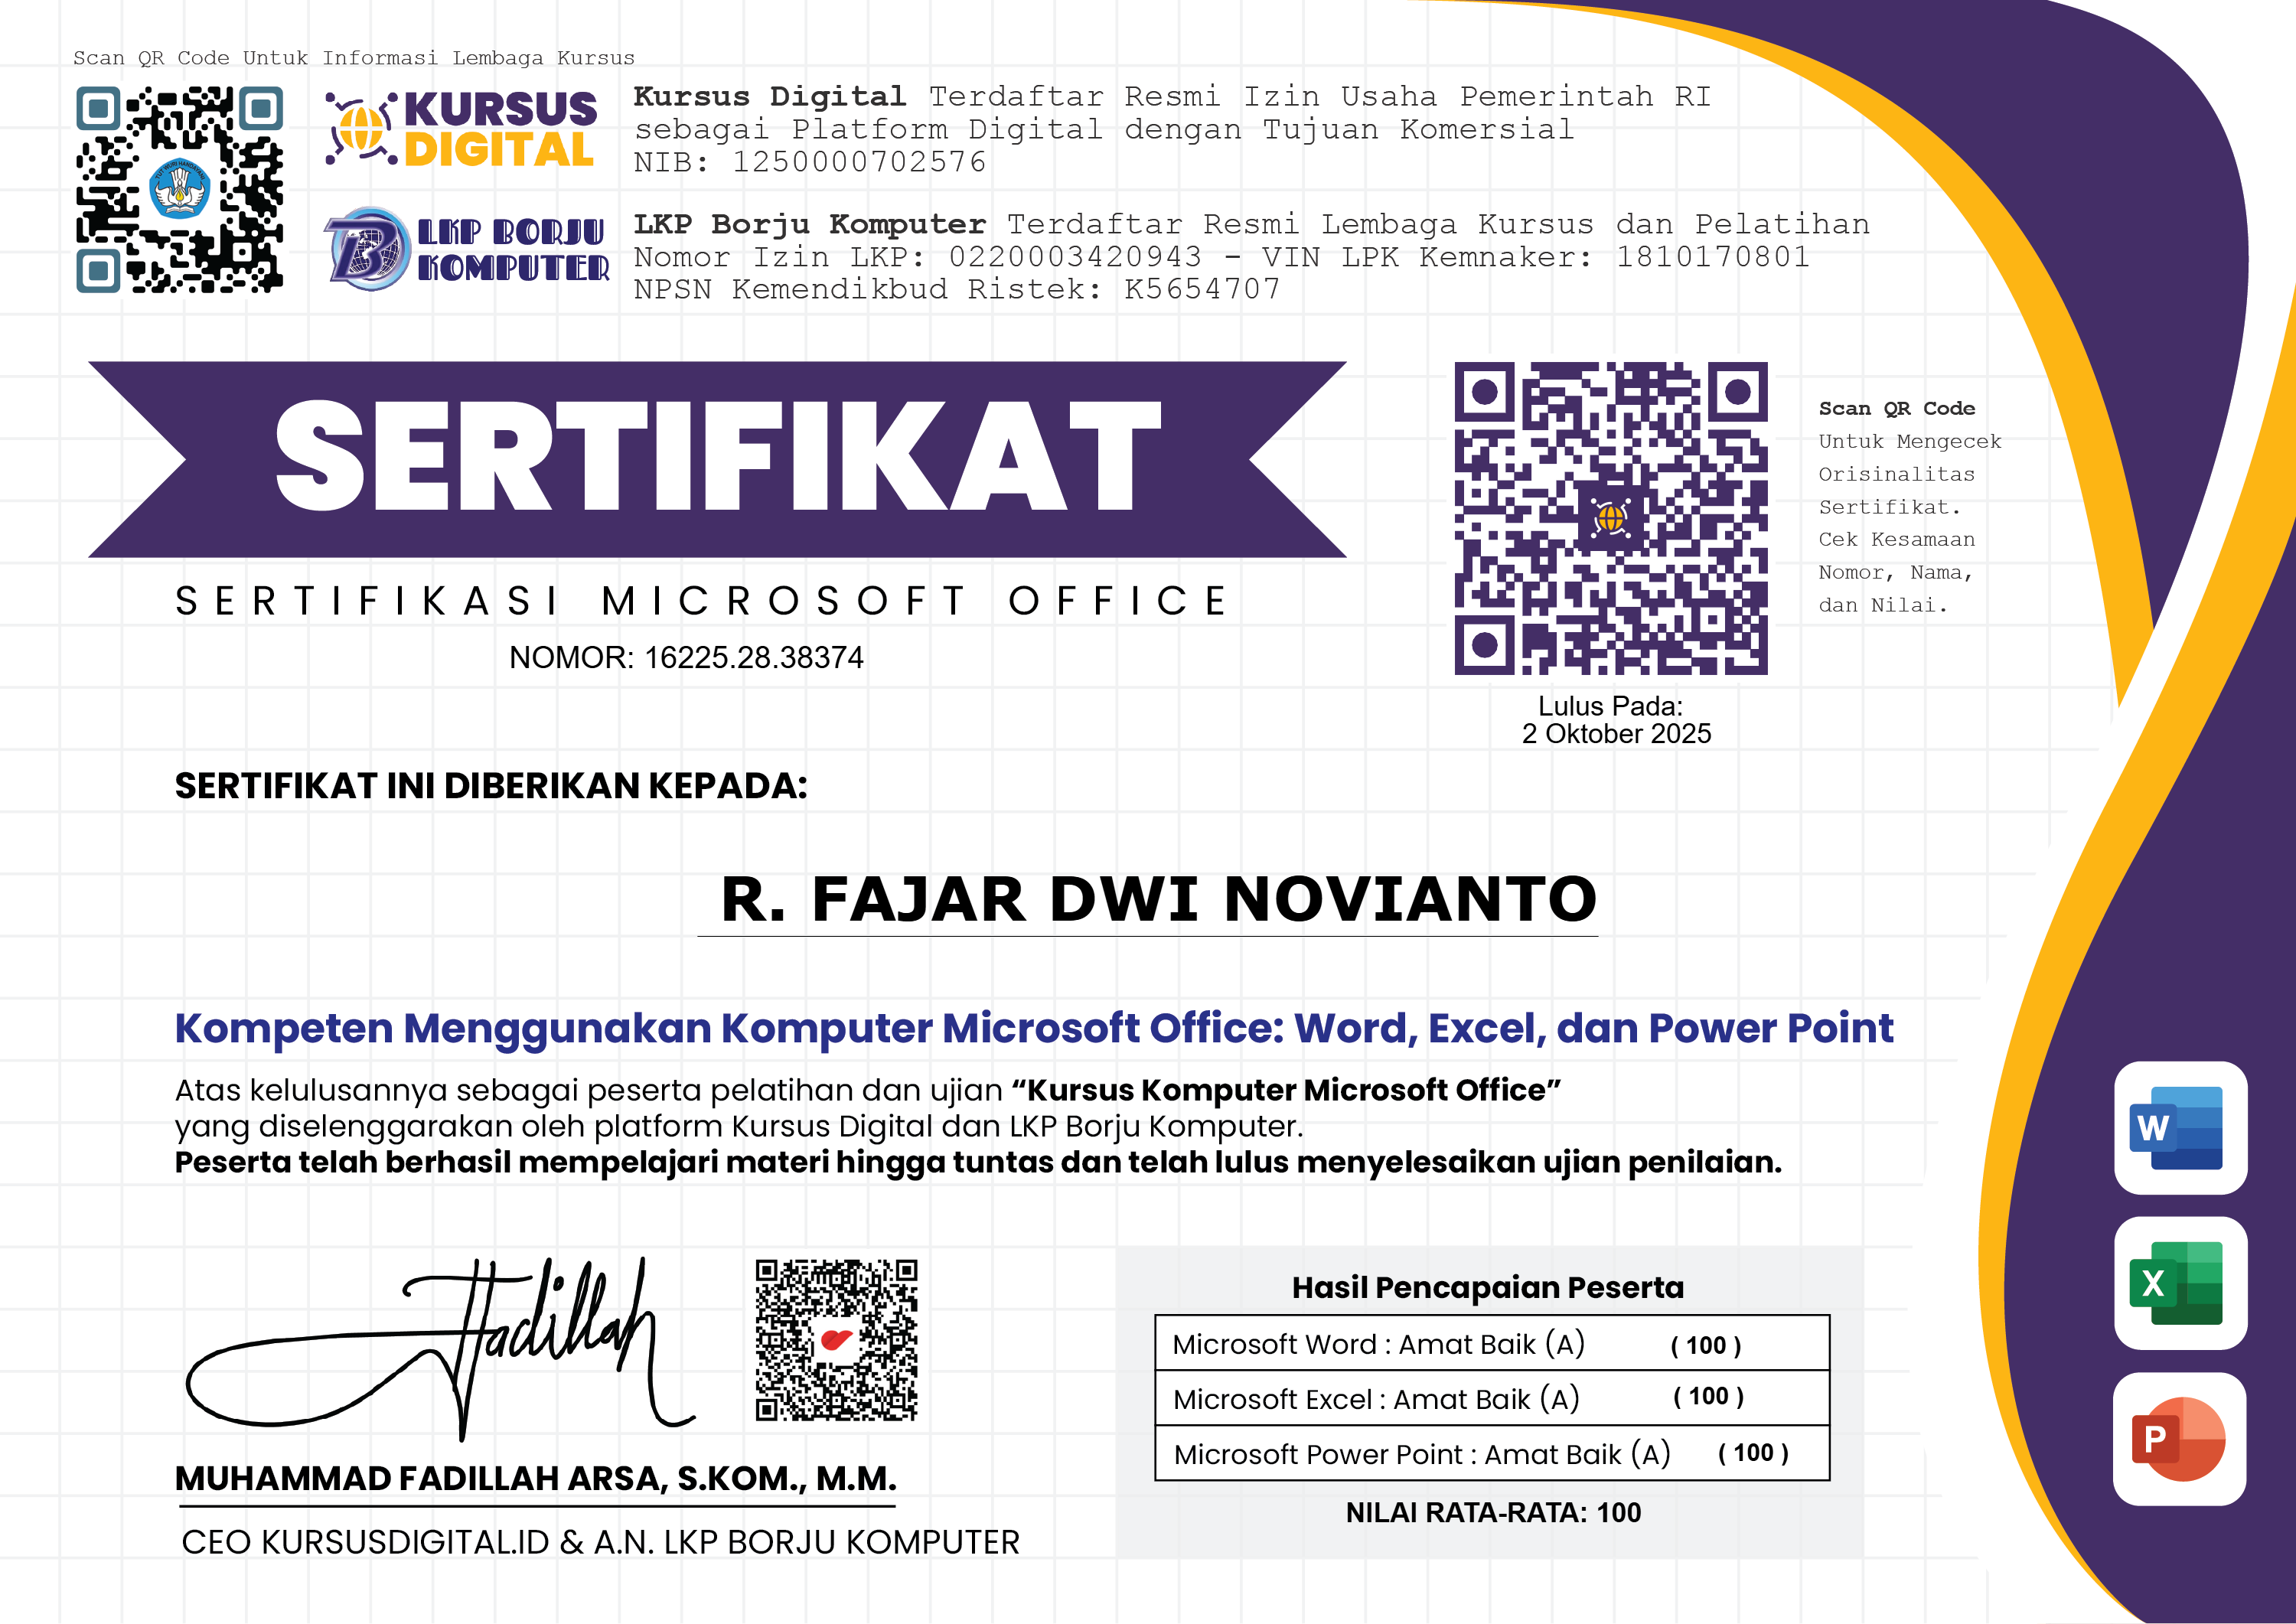 Scan QR Code Untuk Informasi Lembaga Kursus
KURSUS
DIGITAL
Kursus Digital Terdaftar Resmi Izin Usaha Pemerintah RI
sebagai Platform Digital dengan Tujuan Komersial
NIB: 1250000702576
LKP BORJU
KOMPUTER
LKP Borju Komputer Terdaftar Resmi Lembaga Kursus dan Pelatihan
Nomor Izin LKP: 0220003420943 - VIN LPK Kemnaker: 1810170801
NPSN Kemendikbud Ristek: K5654707
SERTIFIKAT
SERTIFIKASI MICROSOFT OFFICE
NOMOR: 16225.28.38374
Scan QR Code
Untuk Mengecek
Orisinalitas
Sertifikat.
Cek Kesamaan
Nomor, Nama,
dan Nilai.
Lulus Pada:
2 Oktober 2025
SERTIFIKAT INI DIBERIKAN KEPADA:
R. FAJAR DWI NOVIANTO
Kompeten Menggunakan Komputer Microsoft Office: Word, Excel, dan Power Point
Atas kelulusannya sebagai peserta pelatihan dan ujian “Kursus Komputer Microsoft Office”
yang diselenggarakan oleh platform Kursus Digital dan LKP Borju Komputer.
Peserta telah berhasil mempelajari materi hingga tuntas dan telah lulus menyelesaikan ujian penilaian.
Fadillah
MUHAMMAD FADILLAH ARSA, S.KOM., M.M.
CEO KURSUSDIGITAL.ID & A.N. LKP BORJU KOMPUTER
Hasil Pencapaian Peserta
Microsoft Word : Amat Baik (A) ( 100 )
Microsoft Excel : Amat Baik (A) ( 100 )
Microsoft Power Point : Amat Baik (A) ( 100 )
NILAI RATA-RATA: 100
W
X
P